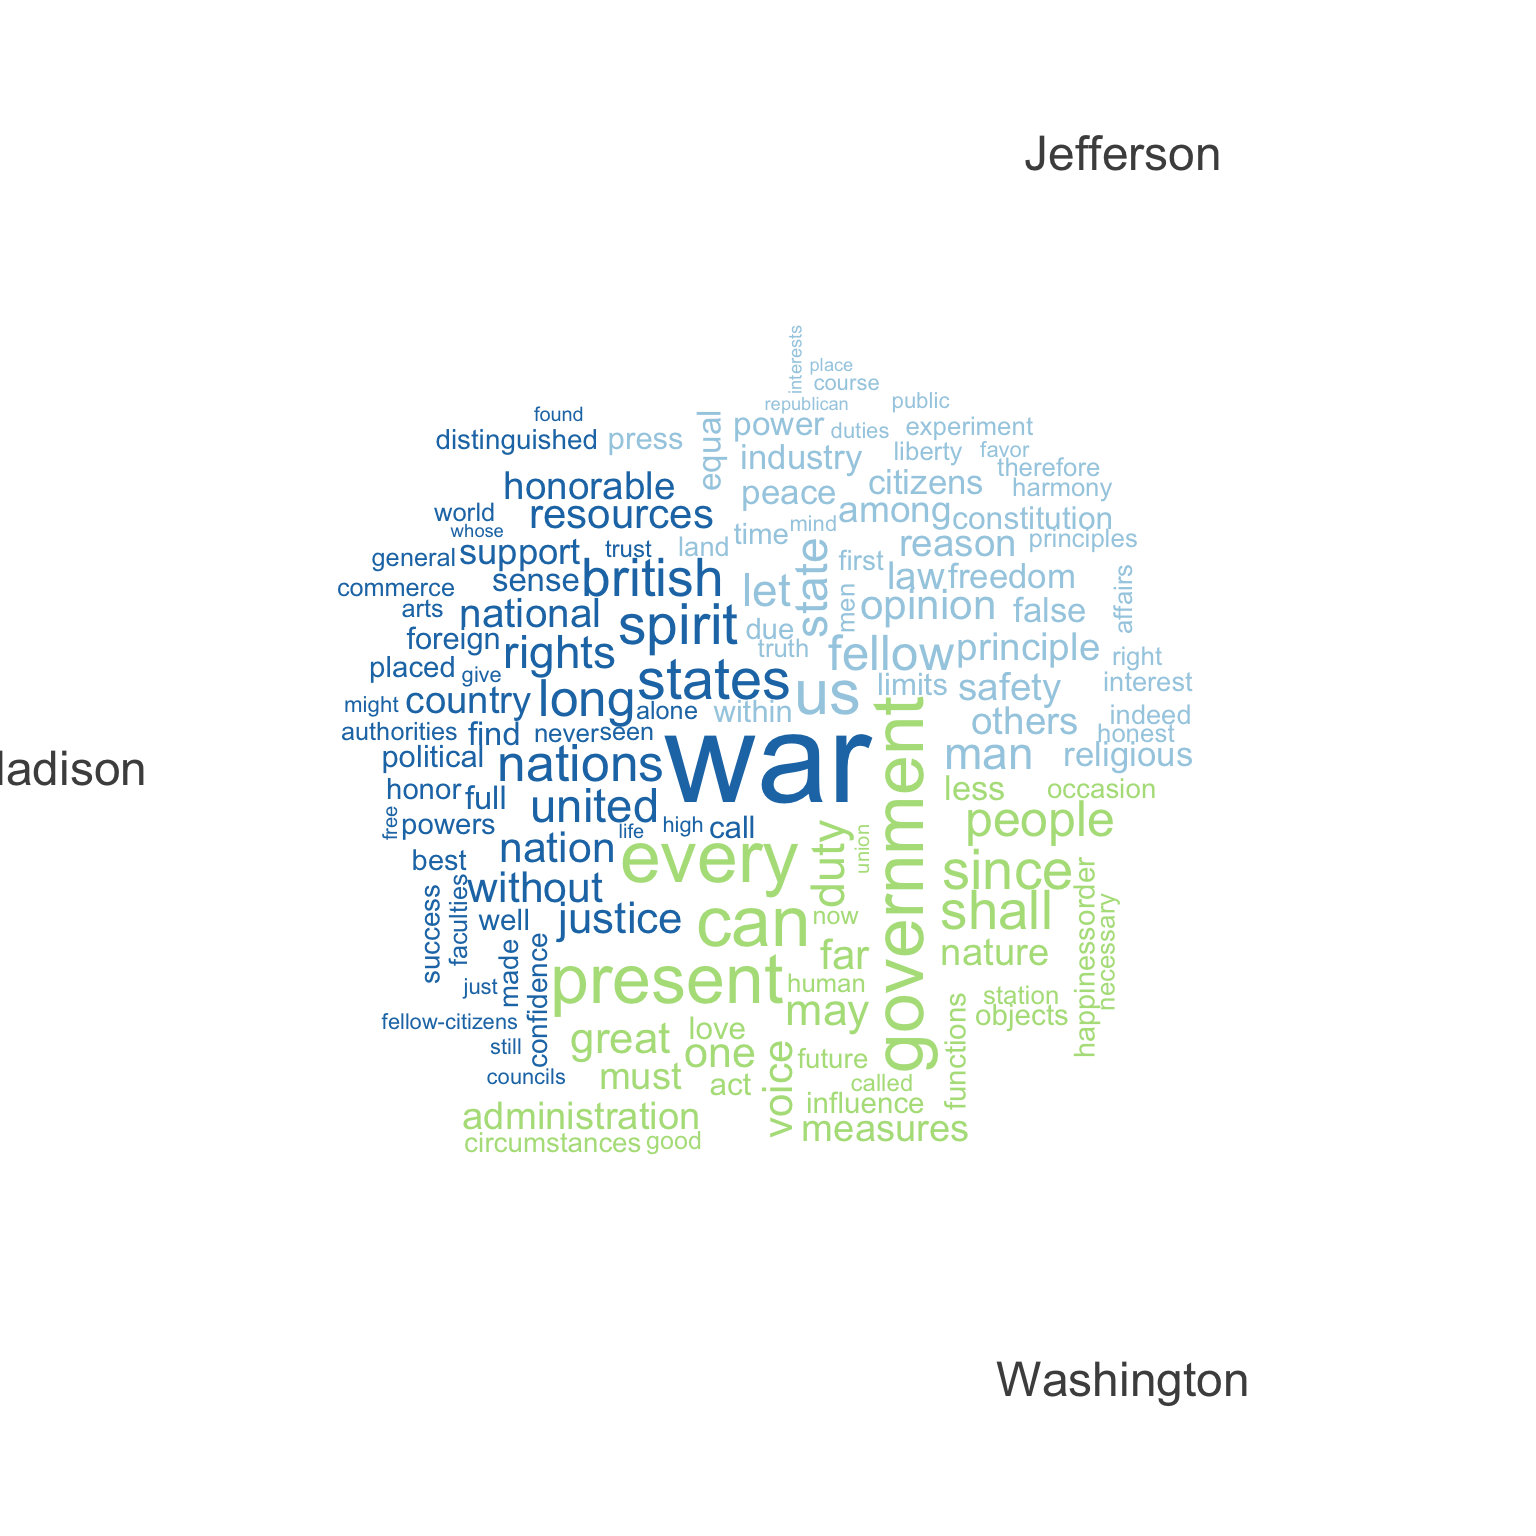 Jefferson
interests
place
course
republican
public
found
distinguished
press
equal
power
duties
experiment
industry
liberty
favor
therefore
honorable
peace
citizens
harmony
world
resources
among
constitution
whose
time
mind
general
support
trust
land
state
first
reason
principles
commerce
sense
british
let
men
law
freedom
affairs
arts
national
spirit
due
opinion
false
foreign
rights
truth
fellow
principle
right
placed
give
states
us
limits
safety
interest
might
country
long
alone
within
others
indeed
authorities
find
never
seen
war
government
man
honest
religious
political
nations
ladison
honor
full
united
less
occasion
free
powers
life
high
call
duty
union
people
best
nation
every
since
happiness
order
success
faculties
without
can
now
shall
necessary
well
justice
made
confidence
present
far
nature
just
human
station
fellow-citizens
may
functions
objects
still
great
love
one
voice
future
councils
must
act
called
administration
influence
circumstances
good
measures
Washington